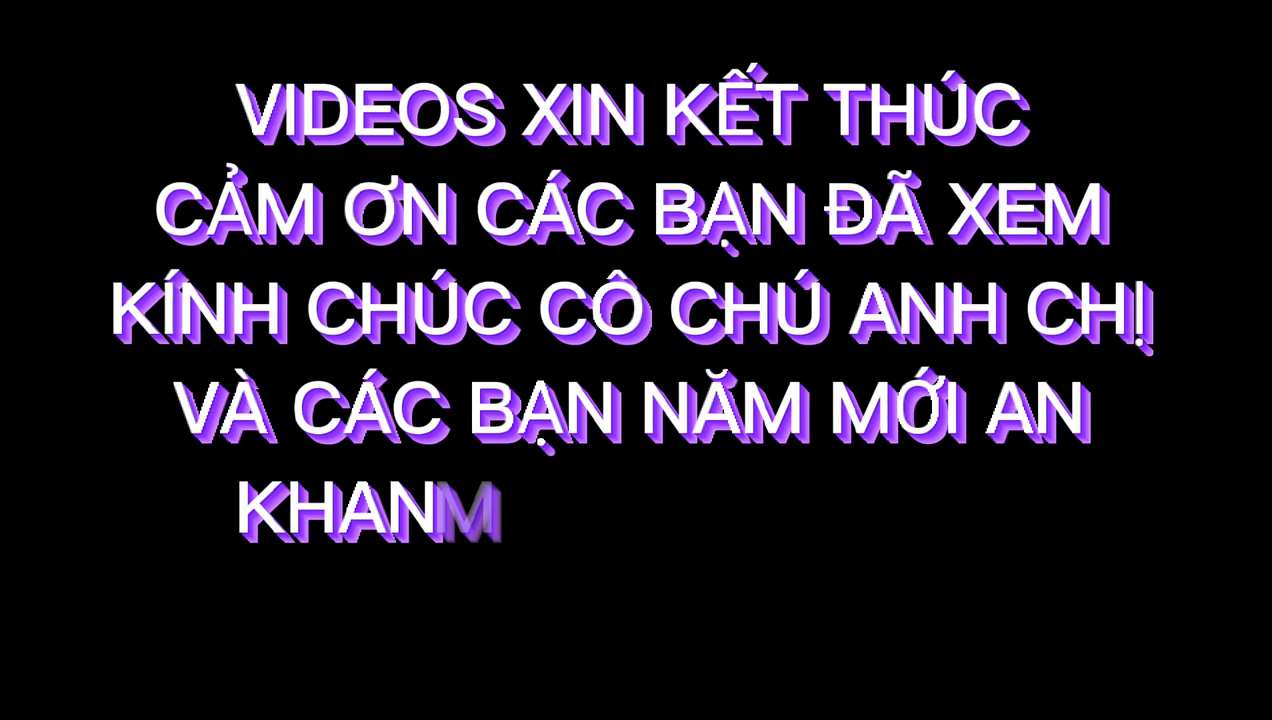 VIDEOS XIN KẾT THÚC
CẢM ƠN CÁC BẠN ĐÃ XEM
KÍNH CHÚC CÔ CHÚ ANH CHỊ
VÀ CÁC BẠN NĂM MỚI AN
KHANM